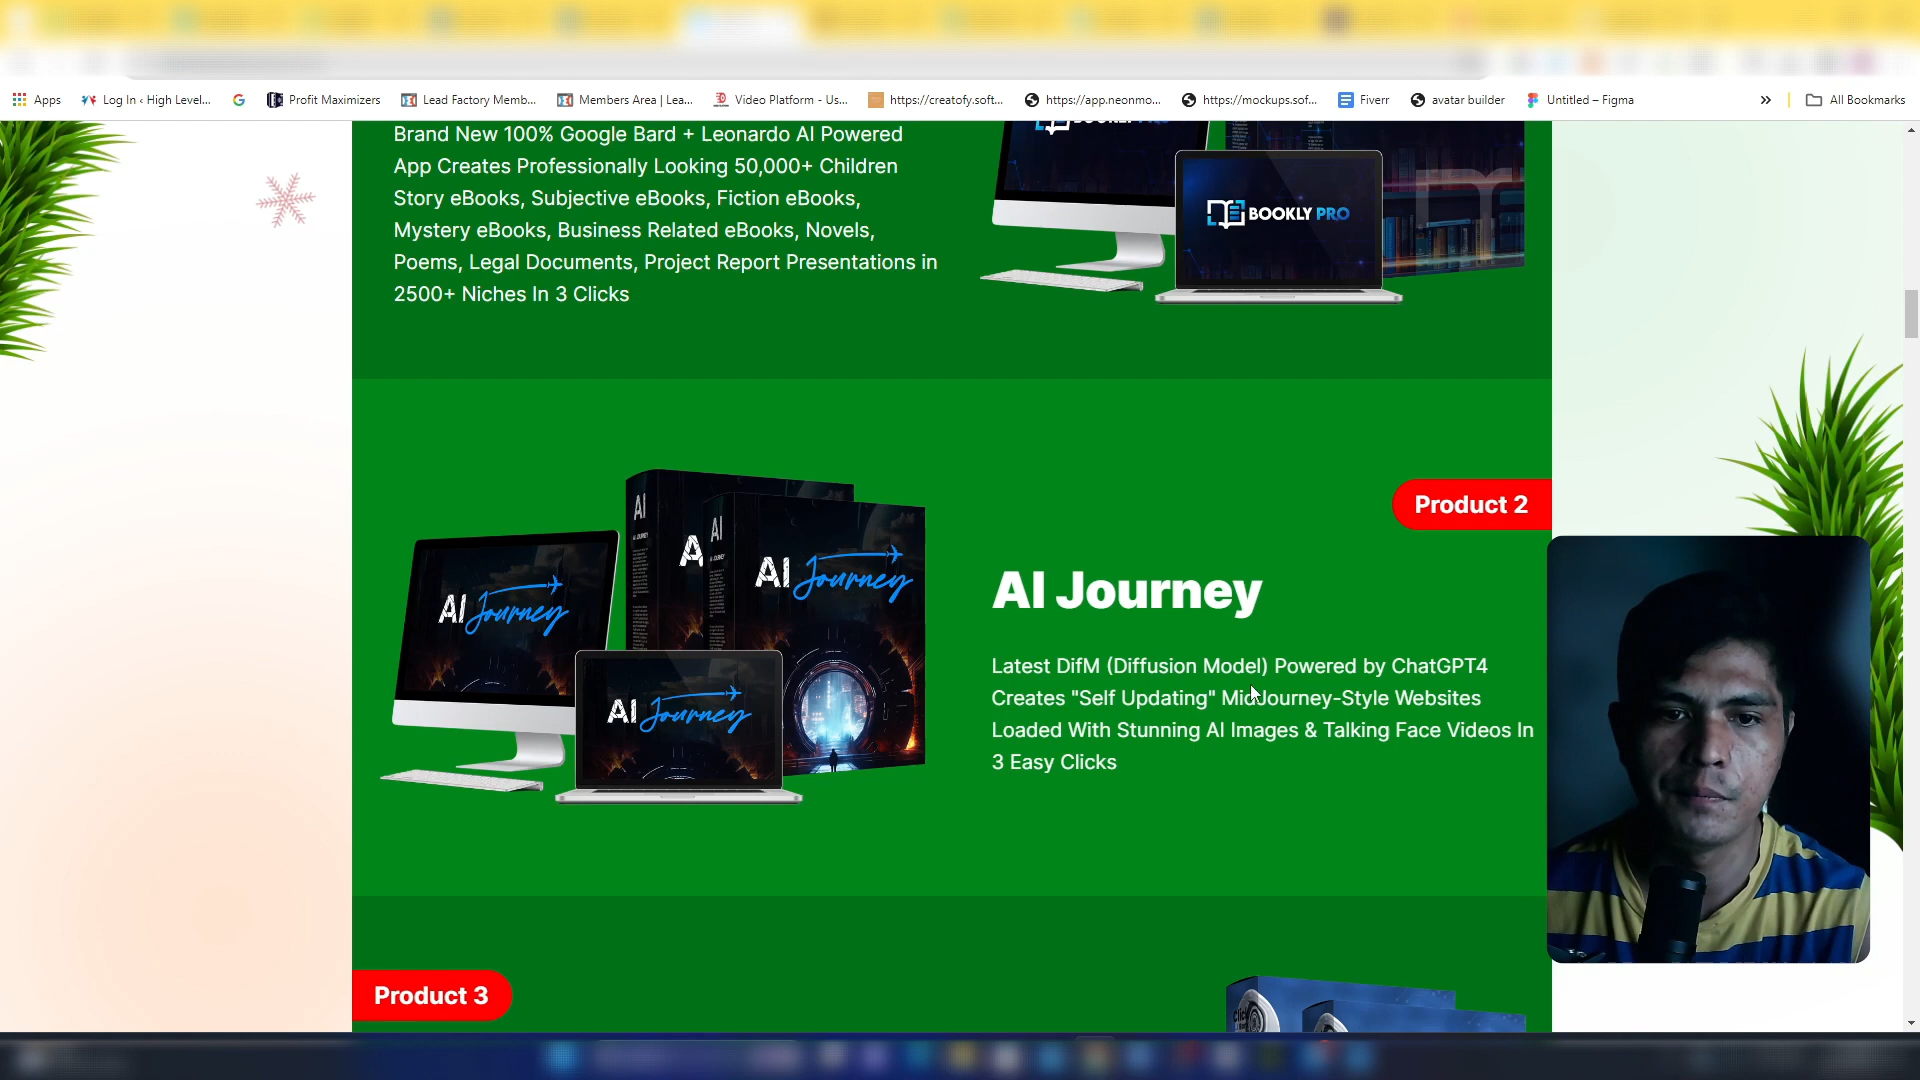 Apps
Log In ‹ High Level...
Profit Maximizers
Lead Factory Memb...
Members Area | Lea...
Video Platform - Us...
https://creatofy.soft...
https://app.neonmo...
https://mockups.sof...
Fiverr
avatar builder
Untitled – Figma
All Bookmarks
Brand New 100% Google Bard + Leonardo AI Powered
App Creates Professionally Looking 50,000+ Children
Story eBooks, Subjective eBooks, Fiction eBooks,
Mystery eBooks, Business Related eBooks, Novels,
Poems, Legal Documents, Project Report Presentations in
2500+ Niches In 3 Clicks
BOOKLY PRO
Product 2
AI Journey
AI Journey
AI Journey
AI Journey
Latest DifM (Diffusion Model) Powered by ChatGPT4
Creates "Self Updating" MidJourney-Style Websites
Loaded With Stunning AI Images & Talking Face Videos In
3 Easy Clicks
Product 3